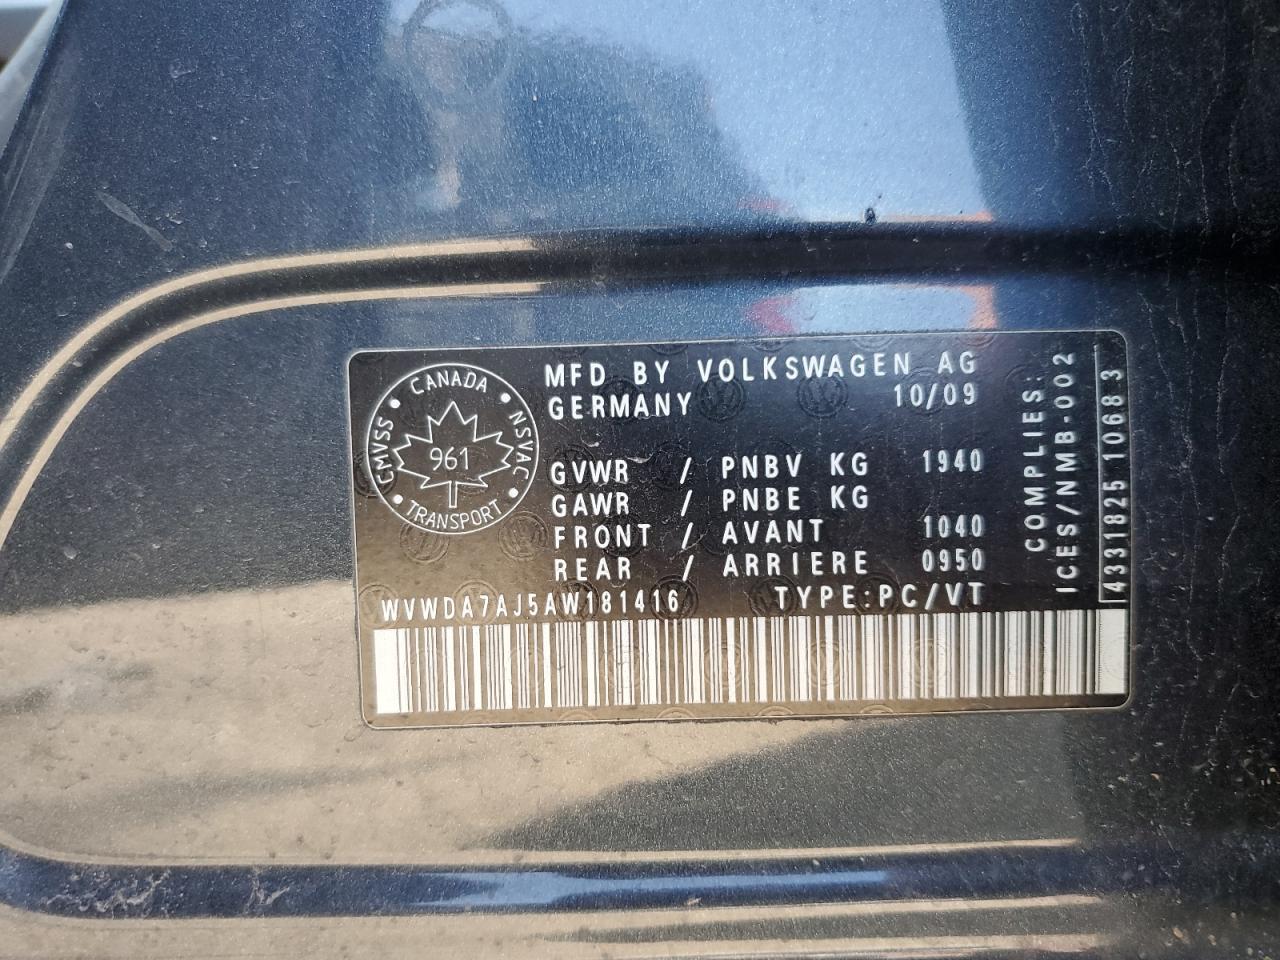 CANADA
CMVSS
NSVAC
961
TRANSPORT
MFD BY VOLKSWAGEN AG
GERMANY 10/09
GVWR / PNBV KG 1940
GAWR / PNBE KG
FRONT / AVANT 1040
REAR / ARRIERE 0950
WVWDA7AJ5AW181416 TYPE:PC/VT
COMPLIES:
ICES/NMB-002
4331825 10683